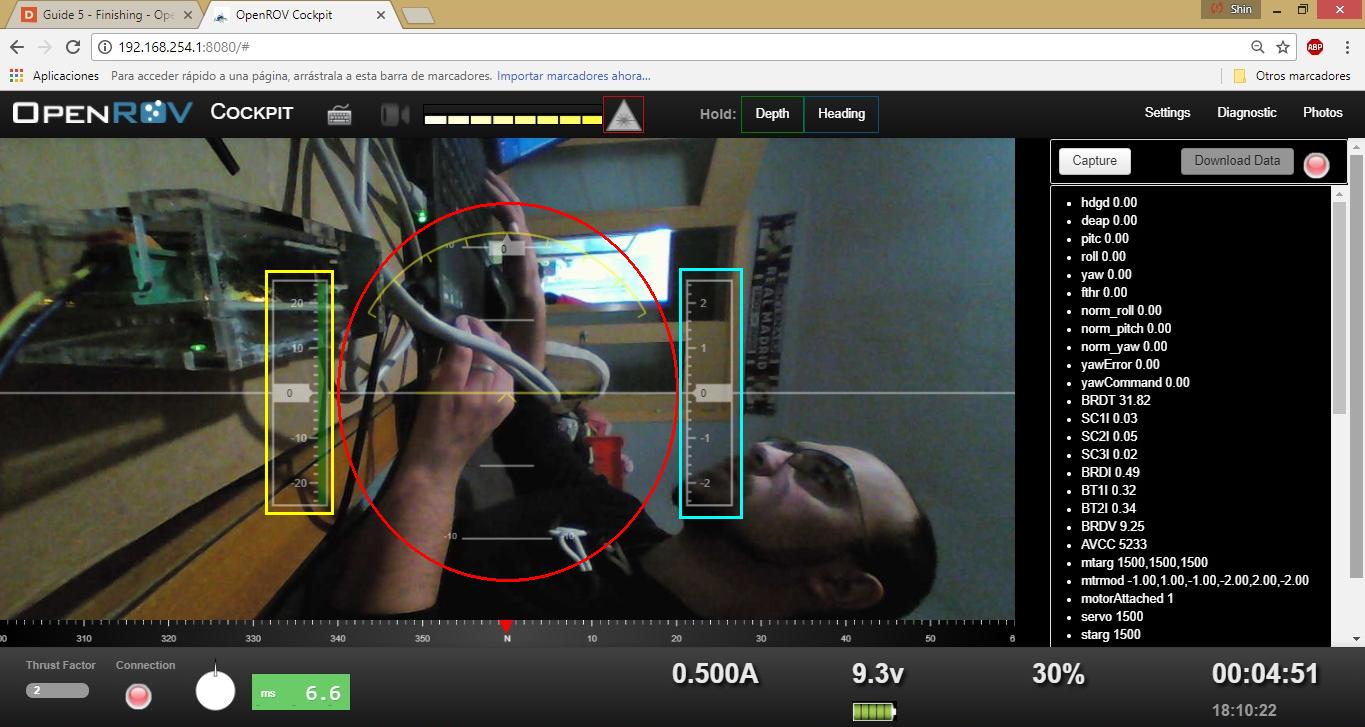 Guide 5 - Finishing - Ope
OpenROV Cockpit
Shin
192.168.254.1:8080/#
ABP
Aplicaciones
Para acceder rápido a una página, arrástrala a esta barra de marcadores. Importar marcadores ahora...
Otros marcadores
OPENROV COCKPIT
Hold:
Depth
Heading
Settings
Diagnostic
Photos
Capture
Download Data
hdgd 0.00
deap 0.00
pitc 0.00
roll 0.00
yaw 0.00
fthr 0.00
norm_roll 0.00
norm_pitch 0.00
norm_yaw 0.00
yawError 0.00
yawCommand 0.00
BRDT 31.82
SC1I 0.03
SC2I 0.05
SC3I 0.02
BRDI 0.49
BT1I 0.32
BT2I 0.34
BRDV 9.25
AVCC 5233
mtarg 1500,1500,1500
mtrmod -1.00,1.00,-1.00,-2.00,2.00,-2.00
motorAttached 1
servo 1500
starg 1500
20
10
0
-10
-20
0
-10
2
1
0
-1
-2
REAL MADRID
310
320
330
340
350
N
10
20
30
40
50
Thrust Factor
2
Connection
ms 6.6
0.500A
9.3v
30%
00:04:51
18:10:22